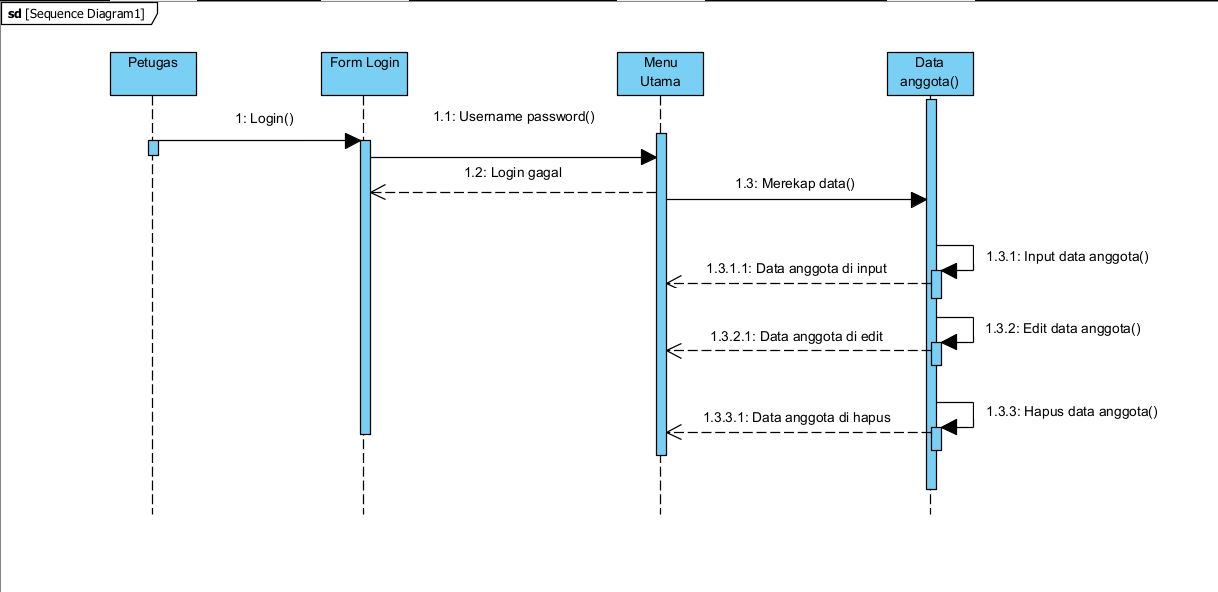 sd [Sequence Diagram1]
Petugas
Form Login
Menu
Utama
Data
anggota()
1: Login()
1.1: Username password()
1.2: Login gagal
1.3: Merekap data()
1.3.1: Input data anggota()
1.3.1.1: Data anggota di input
1.3.2: Edit data anggota()
1.3.2.1: Data anggota di edit
1.3.3: Hapus data anggota()
1.3.3.1: Data anggota di hapus